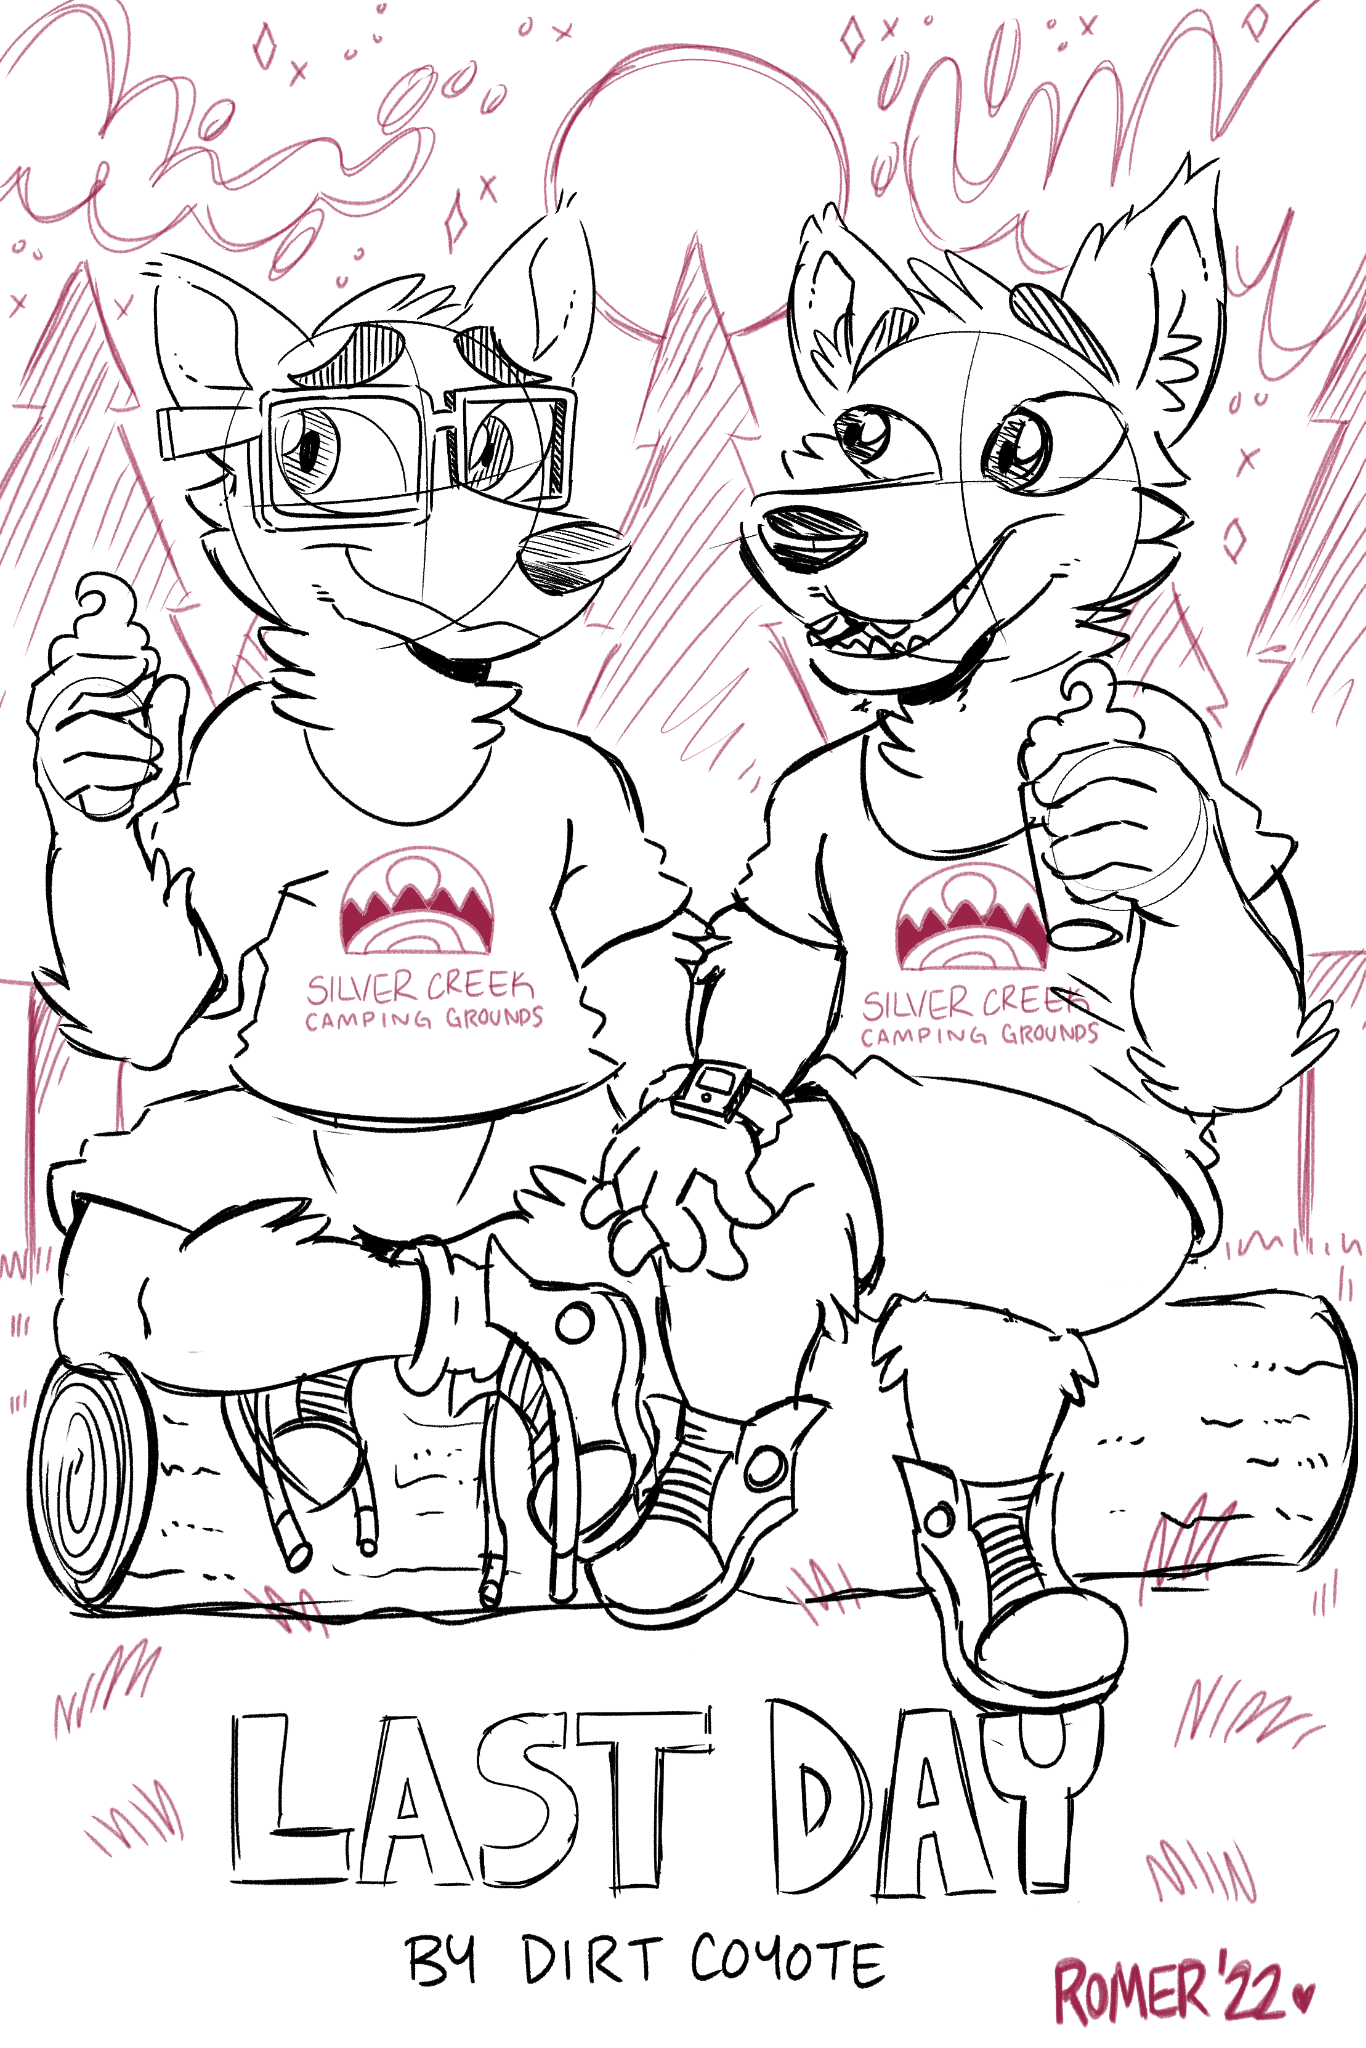 SILVER CREEK
CAMPING GROUNDS
SILVER CREEK
CAMPING GROUNDS
LAST DAY
BY DIRT COYOTE
ROMER '22